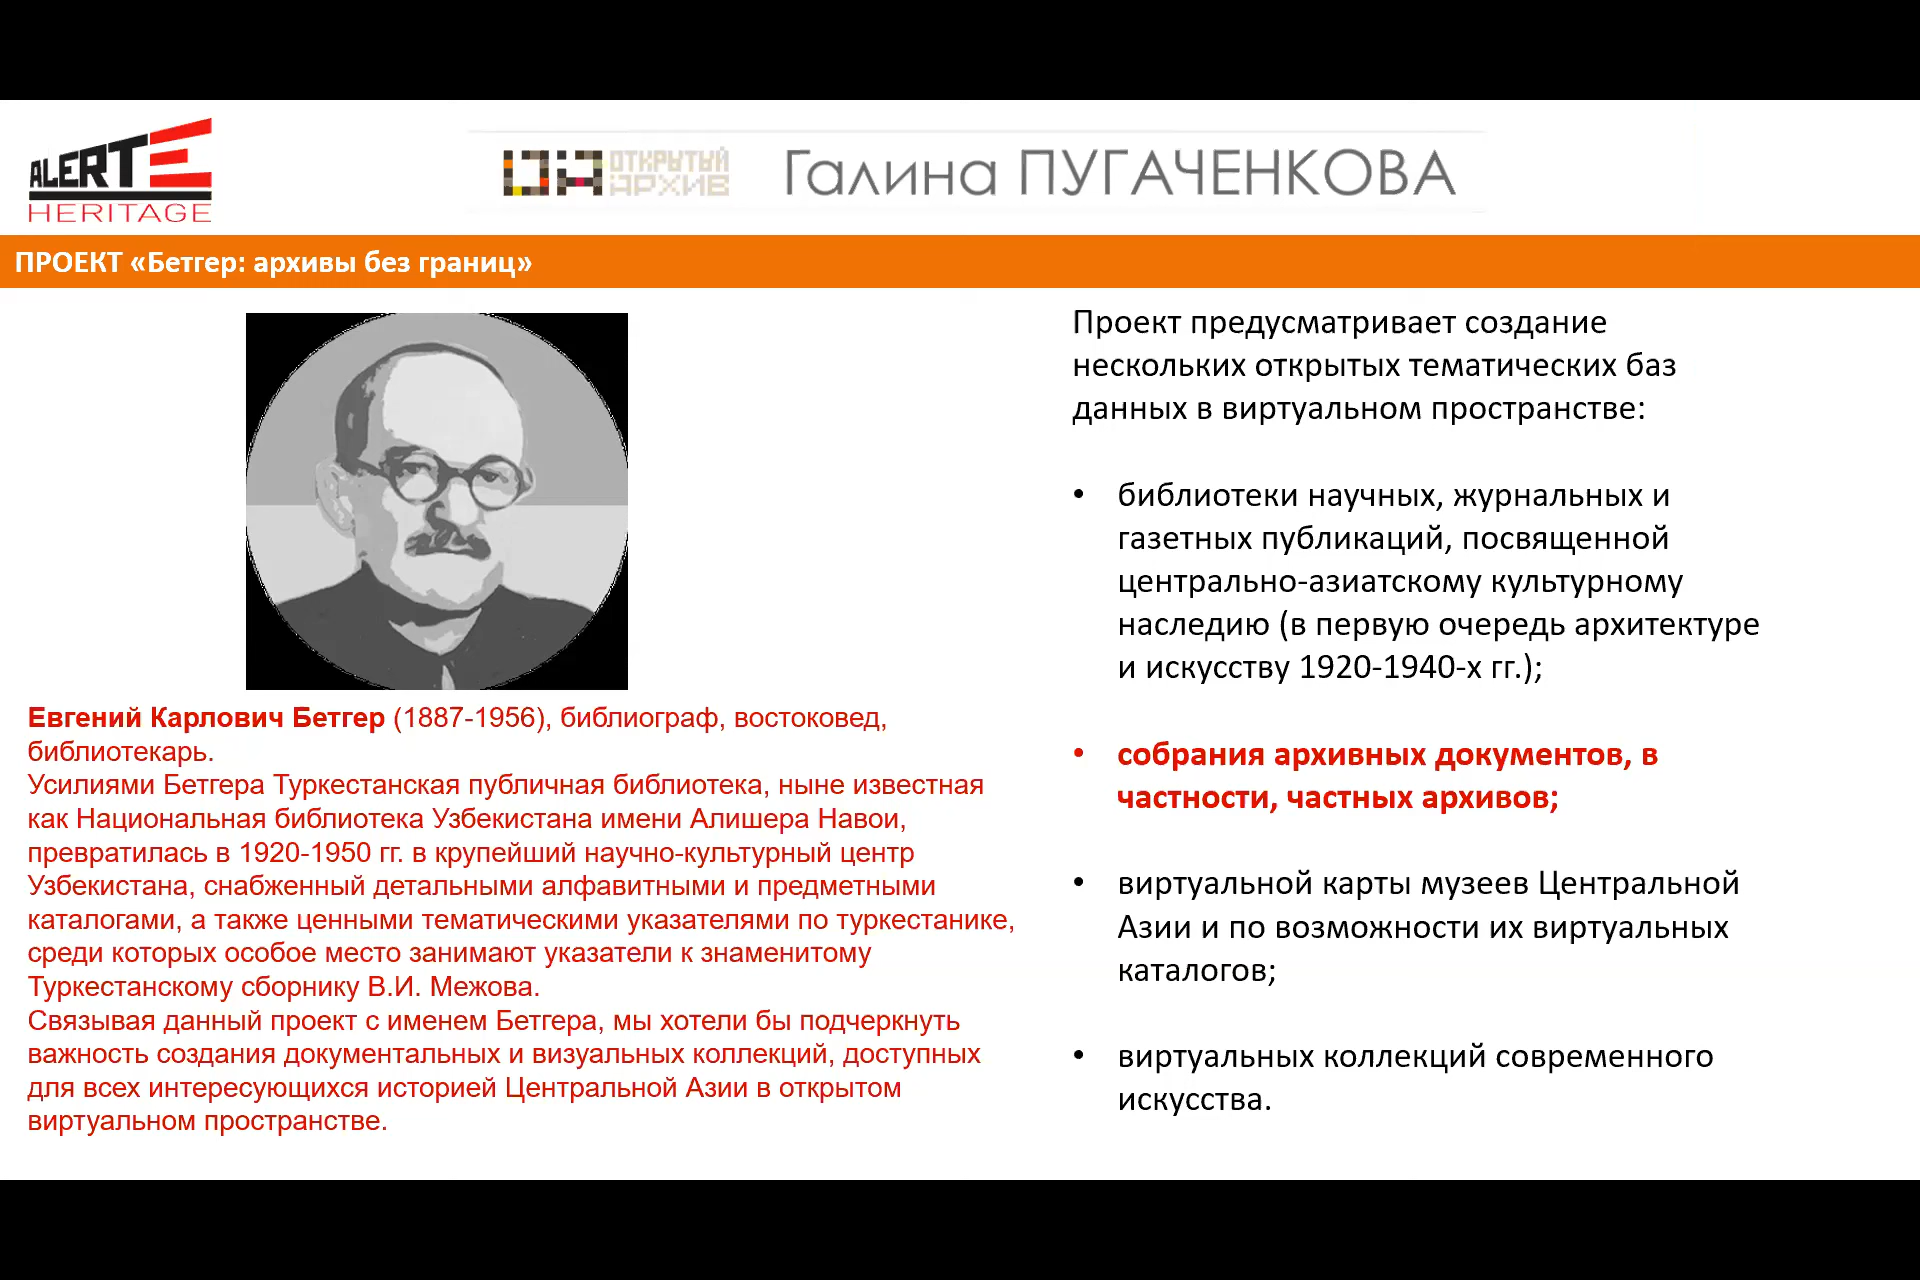 ALERTE
HERITAGE
ОА ОТКРЫТЫЙ
АРХИВ
Галина ПУГАЧЕНКОВА
ПРОЕКТ «Бетгер: архивы без границ»
Евгений Карлович Бетгер (1887-1956), библиограф, востоковед,
библиотекарь.
Усилиями Бетгера Туркестанская публичная библиотека, ныне известная
как Национальная библиотека Узбекистана имени Алишера Навои,
превратилась в 1920-1950 гг. в крупейший научно-культурный центр
Узбекистана, снабженный детальными алфавитными и предметными
каталогами, а также ценными тематическими указателями по туркестанике,
среди которых особое место занимают указатели к знаменитому
Туркестанскому сборнику В.И. Межова.
Связывая данный проект с именем Бетгера, мы хотели бы подчеркнуть
важность создания документальных и визуальных коллекций, доступных
для всех интересующихся историей Центральной Азии в открытом
виртуальном пространстве.
Проект предусматривает создание
нескольких открытых тематических баз
данных в виртуальном пространстве:
• библиотеки научных, журнальных и
газетных публикаций, посвященной
центрально-азиатскому культурному
наследию (в первую очередь архитектуре
и искусству 1920-1940-х гг.);
• собрания архивных документов, в
частности, частных архивов;
• виртуальной карты музеев Центральной
Азии и по возможности их виртуальных
каталогов;
• виртуальных коллекций современного
искусства.